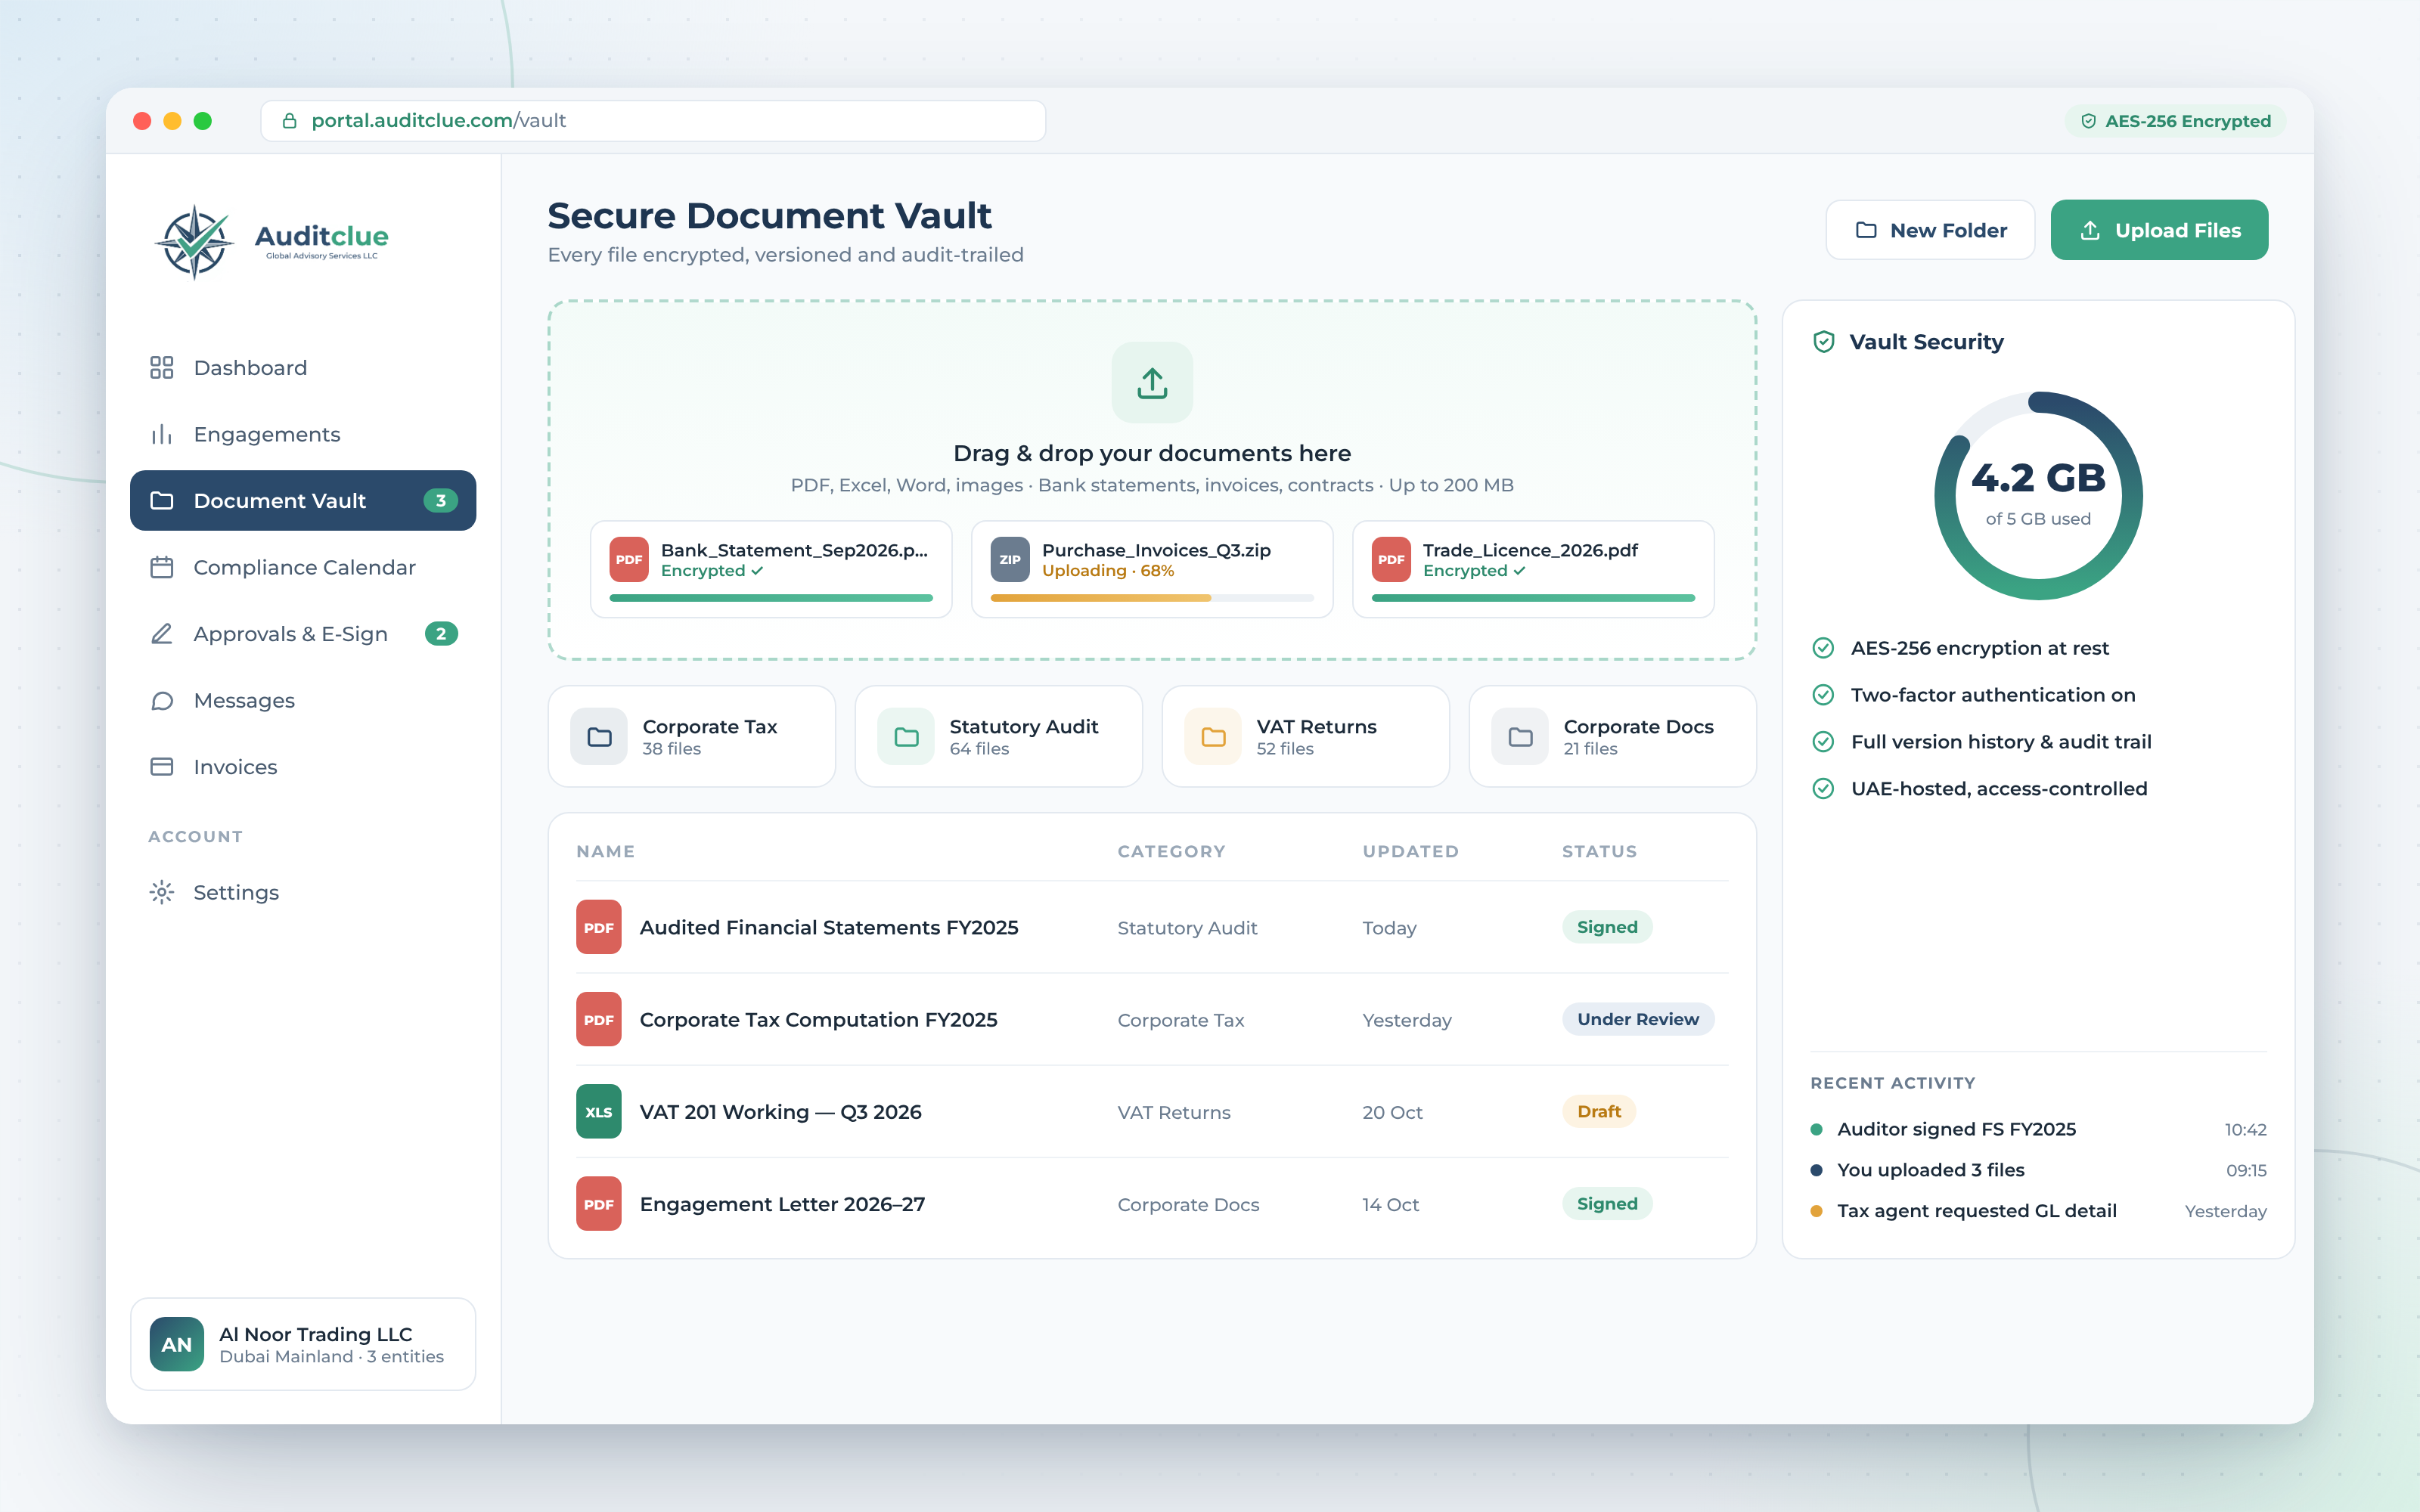 portal.auditclue.com/vault
AES-256 Encrypted
Auditclue
Global Advisory Services LLC
Dashboard
Engagements
Document Vault 3
Compliance Calendar
Approvals & E-Sign 2
Messages
Invoices
ACCOUNT
Settings
AN
Al Noor Trading LLC
Dubai Mainland · 3 entities
Secure Document Vault
Every file encrypted, versioned and audit-trailed
New Folder
Upload Files
Drag & drop your documents here
PDF, Excel, Word, images · Bank statements, invoices, contracts · Up to 200 MB
PDF
Bank_Statement_Sep2026.p...
Encrypted ✓
ZIP
Purchase_Invoices_Q3.zip
Uploading · 68%
PDF
Trade_Licence_2026.pdf
Encrypted ✓
Corporate Tax
38 files
Statutory Audit
64 files
VAT Returns
52 files
Corporate Docs
21 files
NAME CATEGORY UPDATED STATUS
PDF Audited Financial Statements FY2025 Statutory Audit Today Signed
PDF Corporate Tax Computation FY2025 Corporate Tax Yesterday Under Review
XLS VAT 201 Working — Q3 2026 VAT Returns 20 Oct Draft
PDF Engagement Letter 2026–27 Corporate Docs 14 Oct Signed
Vault Security
4.2 GB
of 5 GB used
AES-256 encryption at rest
Two-factor authentication on
Full version history & audit trail
UAE-hosted, access-controlled
RECENT ACTIVITY
Auditor signed FS FY2025 10:42
You uploaded 3 files 09:15
Tax agent requested GL detail Yesterday